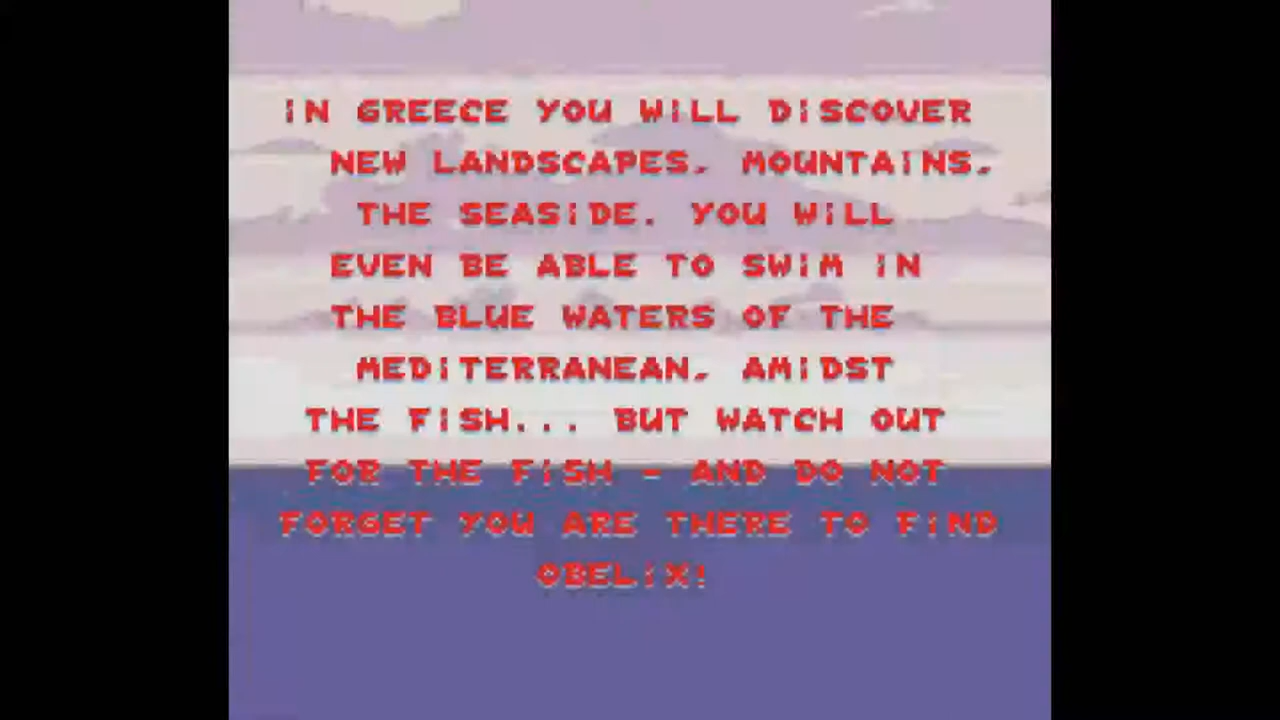 iN GREECE YOU WiLL DiSCOVER
NEW LANDSCAPES, MOUNTAiNS,
THE SEASiDE. YOU WiLL
EVEN BE ABLE TO SWiM iN
THE BLUE WATERS OF THE
MEDiTERRANEAN, AMiDST
THE FiSH... BUT WATCH OUT
FOR THE FiSH - AND DO NOT
FORGET YOU ARE THERE TO FiND
OBELiX!